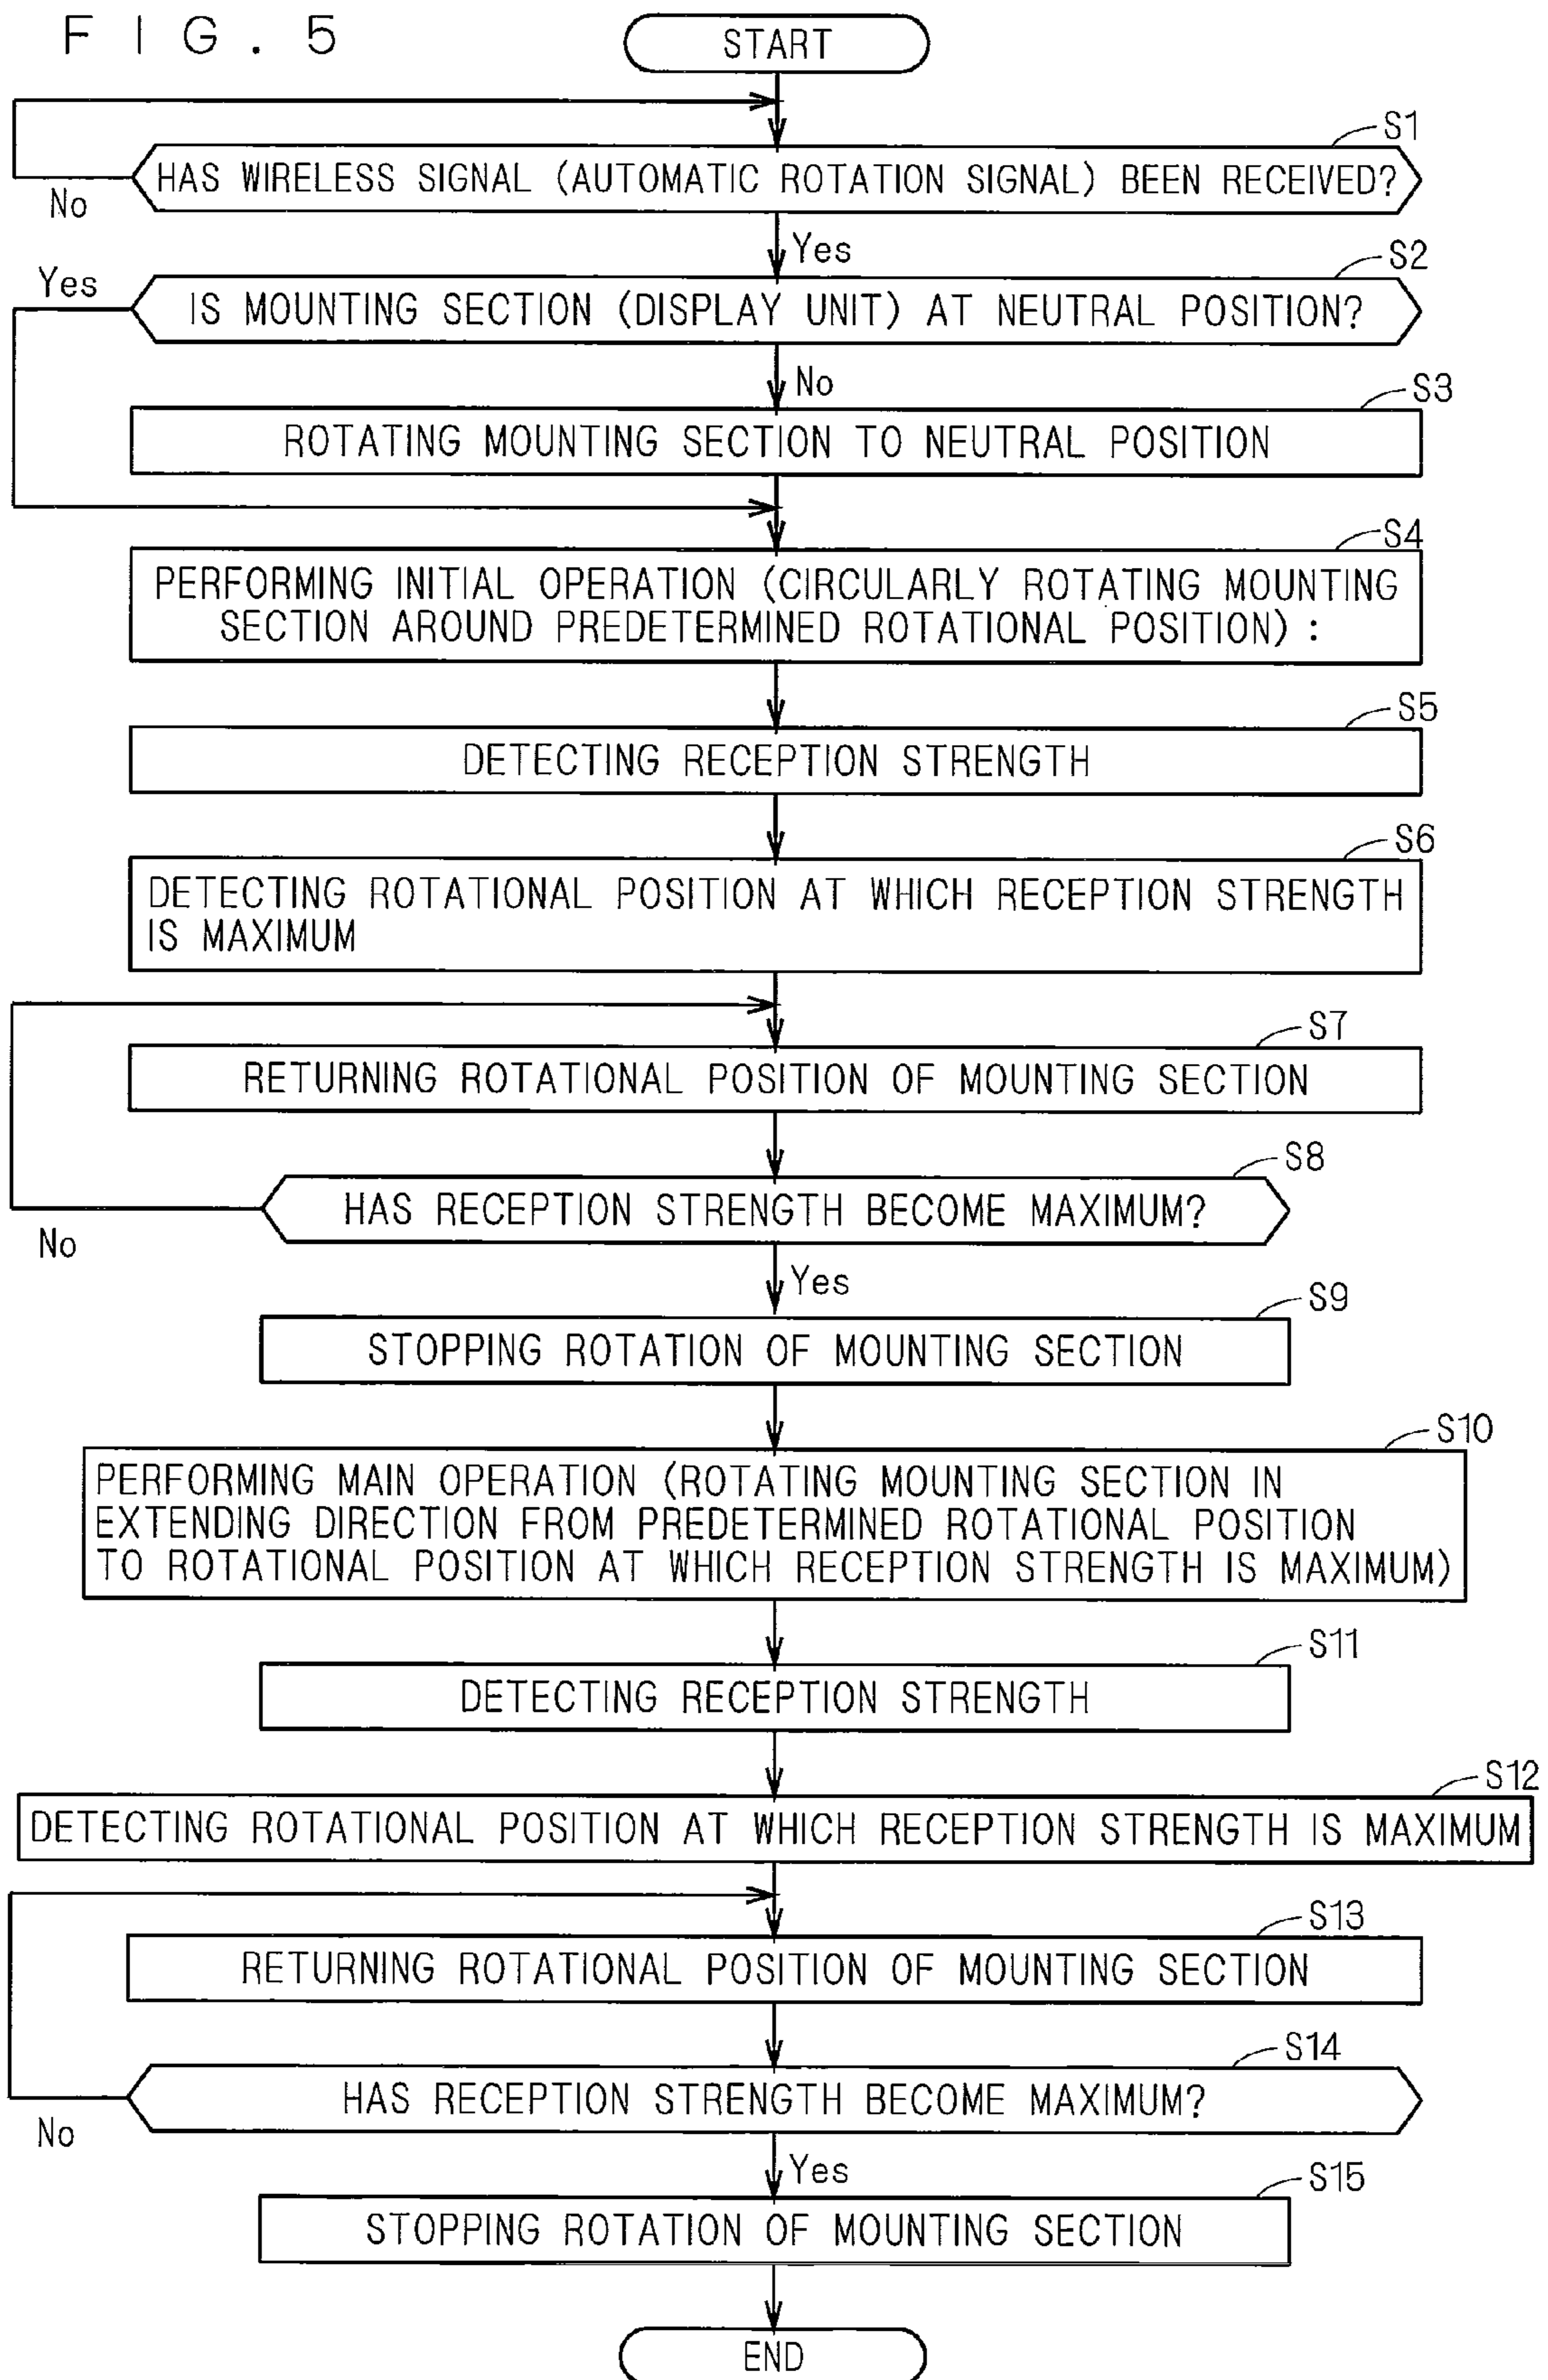 FIG. 5
START
S1
HAS WIRELESS SIGNAL (AUTOMATIC ROTATION SIGNAL) BEEN RECEIVED?
No
Yes
S2
Yes
IS MOUNTING SECTION (DISPLAY UNIT) AT NEUTRAL POSITION?
No
S3
ROTATING MOUNTING SECTION TO NEUTRAL POSITION
S4
PERFORMING INITIAL OPERATION (CIRCULARLY ROTATING MOUNTING
SECTION AROUND PREDETERMINED ROTATIONAL POSITION) :
S5
DETECTING RECEPTION STRENGTH
S6
DETECTING ROTATIONAL POSITION AT WHICH RECEPTION STRENGTH
IS MAXIMUM
S7
RETURNING ROTATIONAL POSITION OF MOUNTING SECTION
S8
HAS RECEPTION STRENGTH BECOME MAXIMUM?
No
Yes
S9
STOPPING ROTATION OF MOUNTING SECTION
S10
PERFORMING MAIN OPERATION (ROTATING MOUNTING SECTION IN
EXTENDING DIRECTION FROM PREDETERMINED ROTATIONAL POSITION
TO ROTATIONAL POSITION AT WHICH RECEPTION STRENGTH IS MAXIMUM)
S11
DETECTING RECEPTION STRENGTH
S12
DETECTING ROTATIONAL POSITION AT WHICH RECEPTION STRENGTH IS MAXIMUM
S13
RETURNING ROTATIONAL POSITION OF MOUNTING SECTION
S14
HAS RECEPTION STRENGTH BECOME MAXIMUM?
No
Yes
S15
STOPPING ROTATION OF MOUNTING SECTION
END